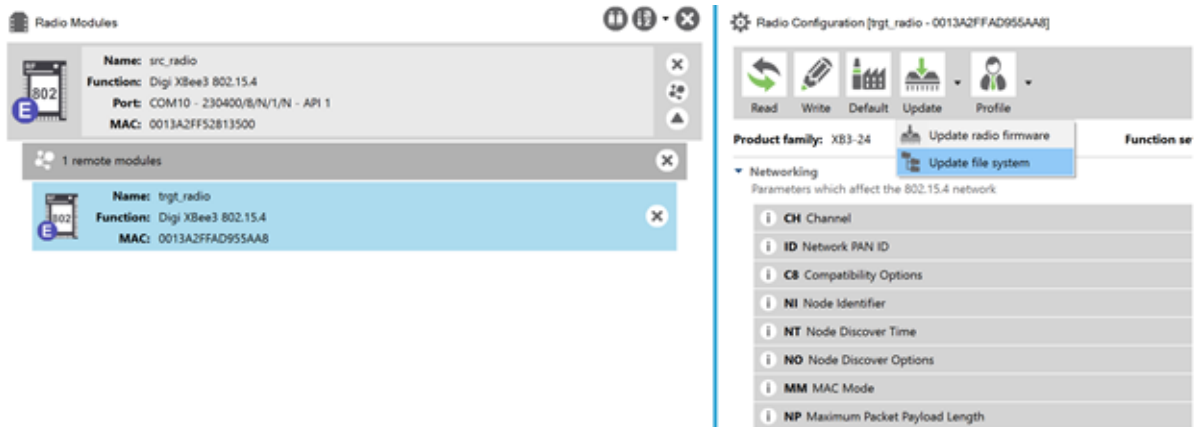 Radio Modules
802
E
Name: src_radio
Function: Digi XBee3 802.15.4
Port: COM10 - 230400/8/N/1/N - API 1
MAC: 0013A2FF52813500
1 remote modules
802
E
Name: trgt_radio
Function: Digi XBee3 802.15.4
MAC: 0013A2FFAD955AA8
Radio Configuration [trgt_radio - 0013A2FFAD955AA8]
Read Write Default Update Profile
Update radio firmware
Update file system
Product family: XB3-24 Function se
Networking
Parameters which affect the 802.15.4 network
i CH Channel
i ID Network PAN ID
i C8 Compatibility Options
i NI Node Identifier
i NT Node Discover Time
i NO Node Discover Options
i MM MAC Mode
i NP Maximum Packet Payload Length